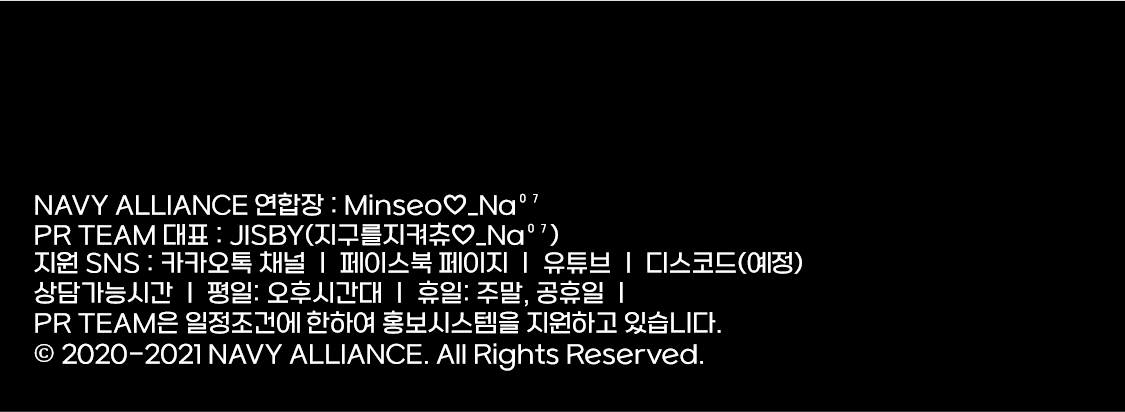 NAVY ALLIANCE 연합장 : Minseo♡_Na⁰⁷
PR TEAM 대표 : JISBY(지구를지켜츄♡_Na⁰⁷)
지원 SNS : 카카오톡 채널 ㅣ 페이스북 페이지 ㅣ 유튜브 ㅣ 디스코드(예정)
상담가능시간 ㅣ 평일: 오후시간대 ㅣ 휴일: 주말, 공휴일 ㅣ
PR TEAM은 일정조건에 한하여 홍보시스템을 지원하고 있습니다.
© 2020-2021 NAVY ALLIANCE. All Rights Reserved.